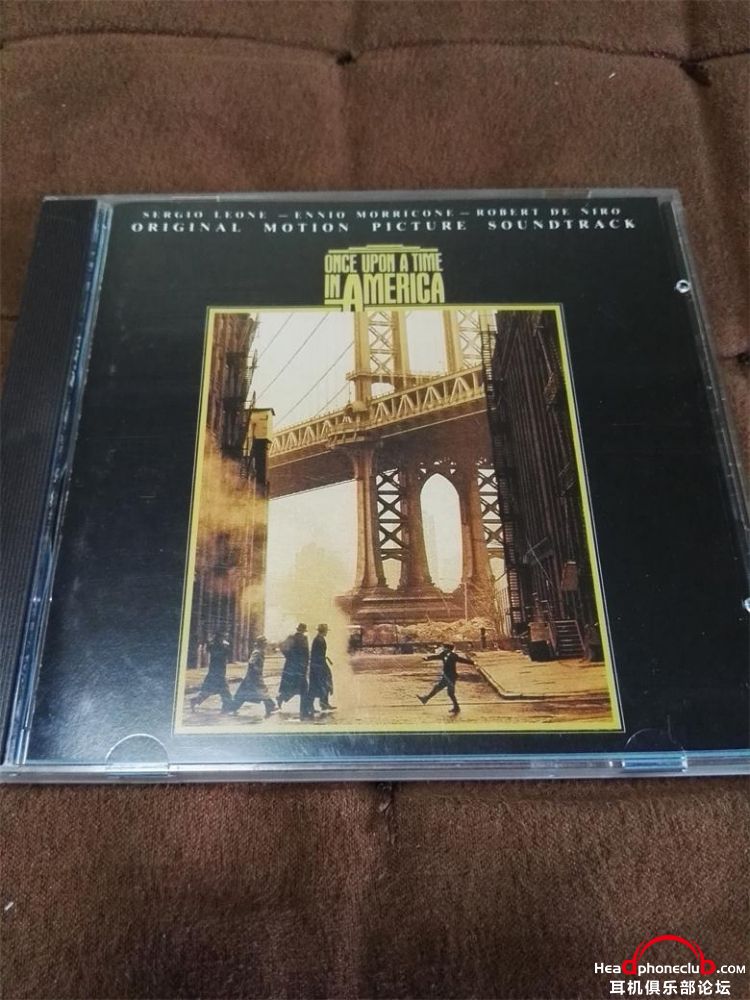 SERGIO LEONE – ENNIO MORRICONE – ROBERT DE NIRO
ORIGINAL MOTION PICTURE SOUNDTRACK
ONCE UPON A TIME
IN AMERICA
Headphoneclub.com
耳机俱乐部论坛